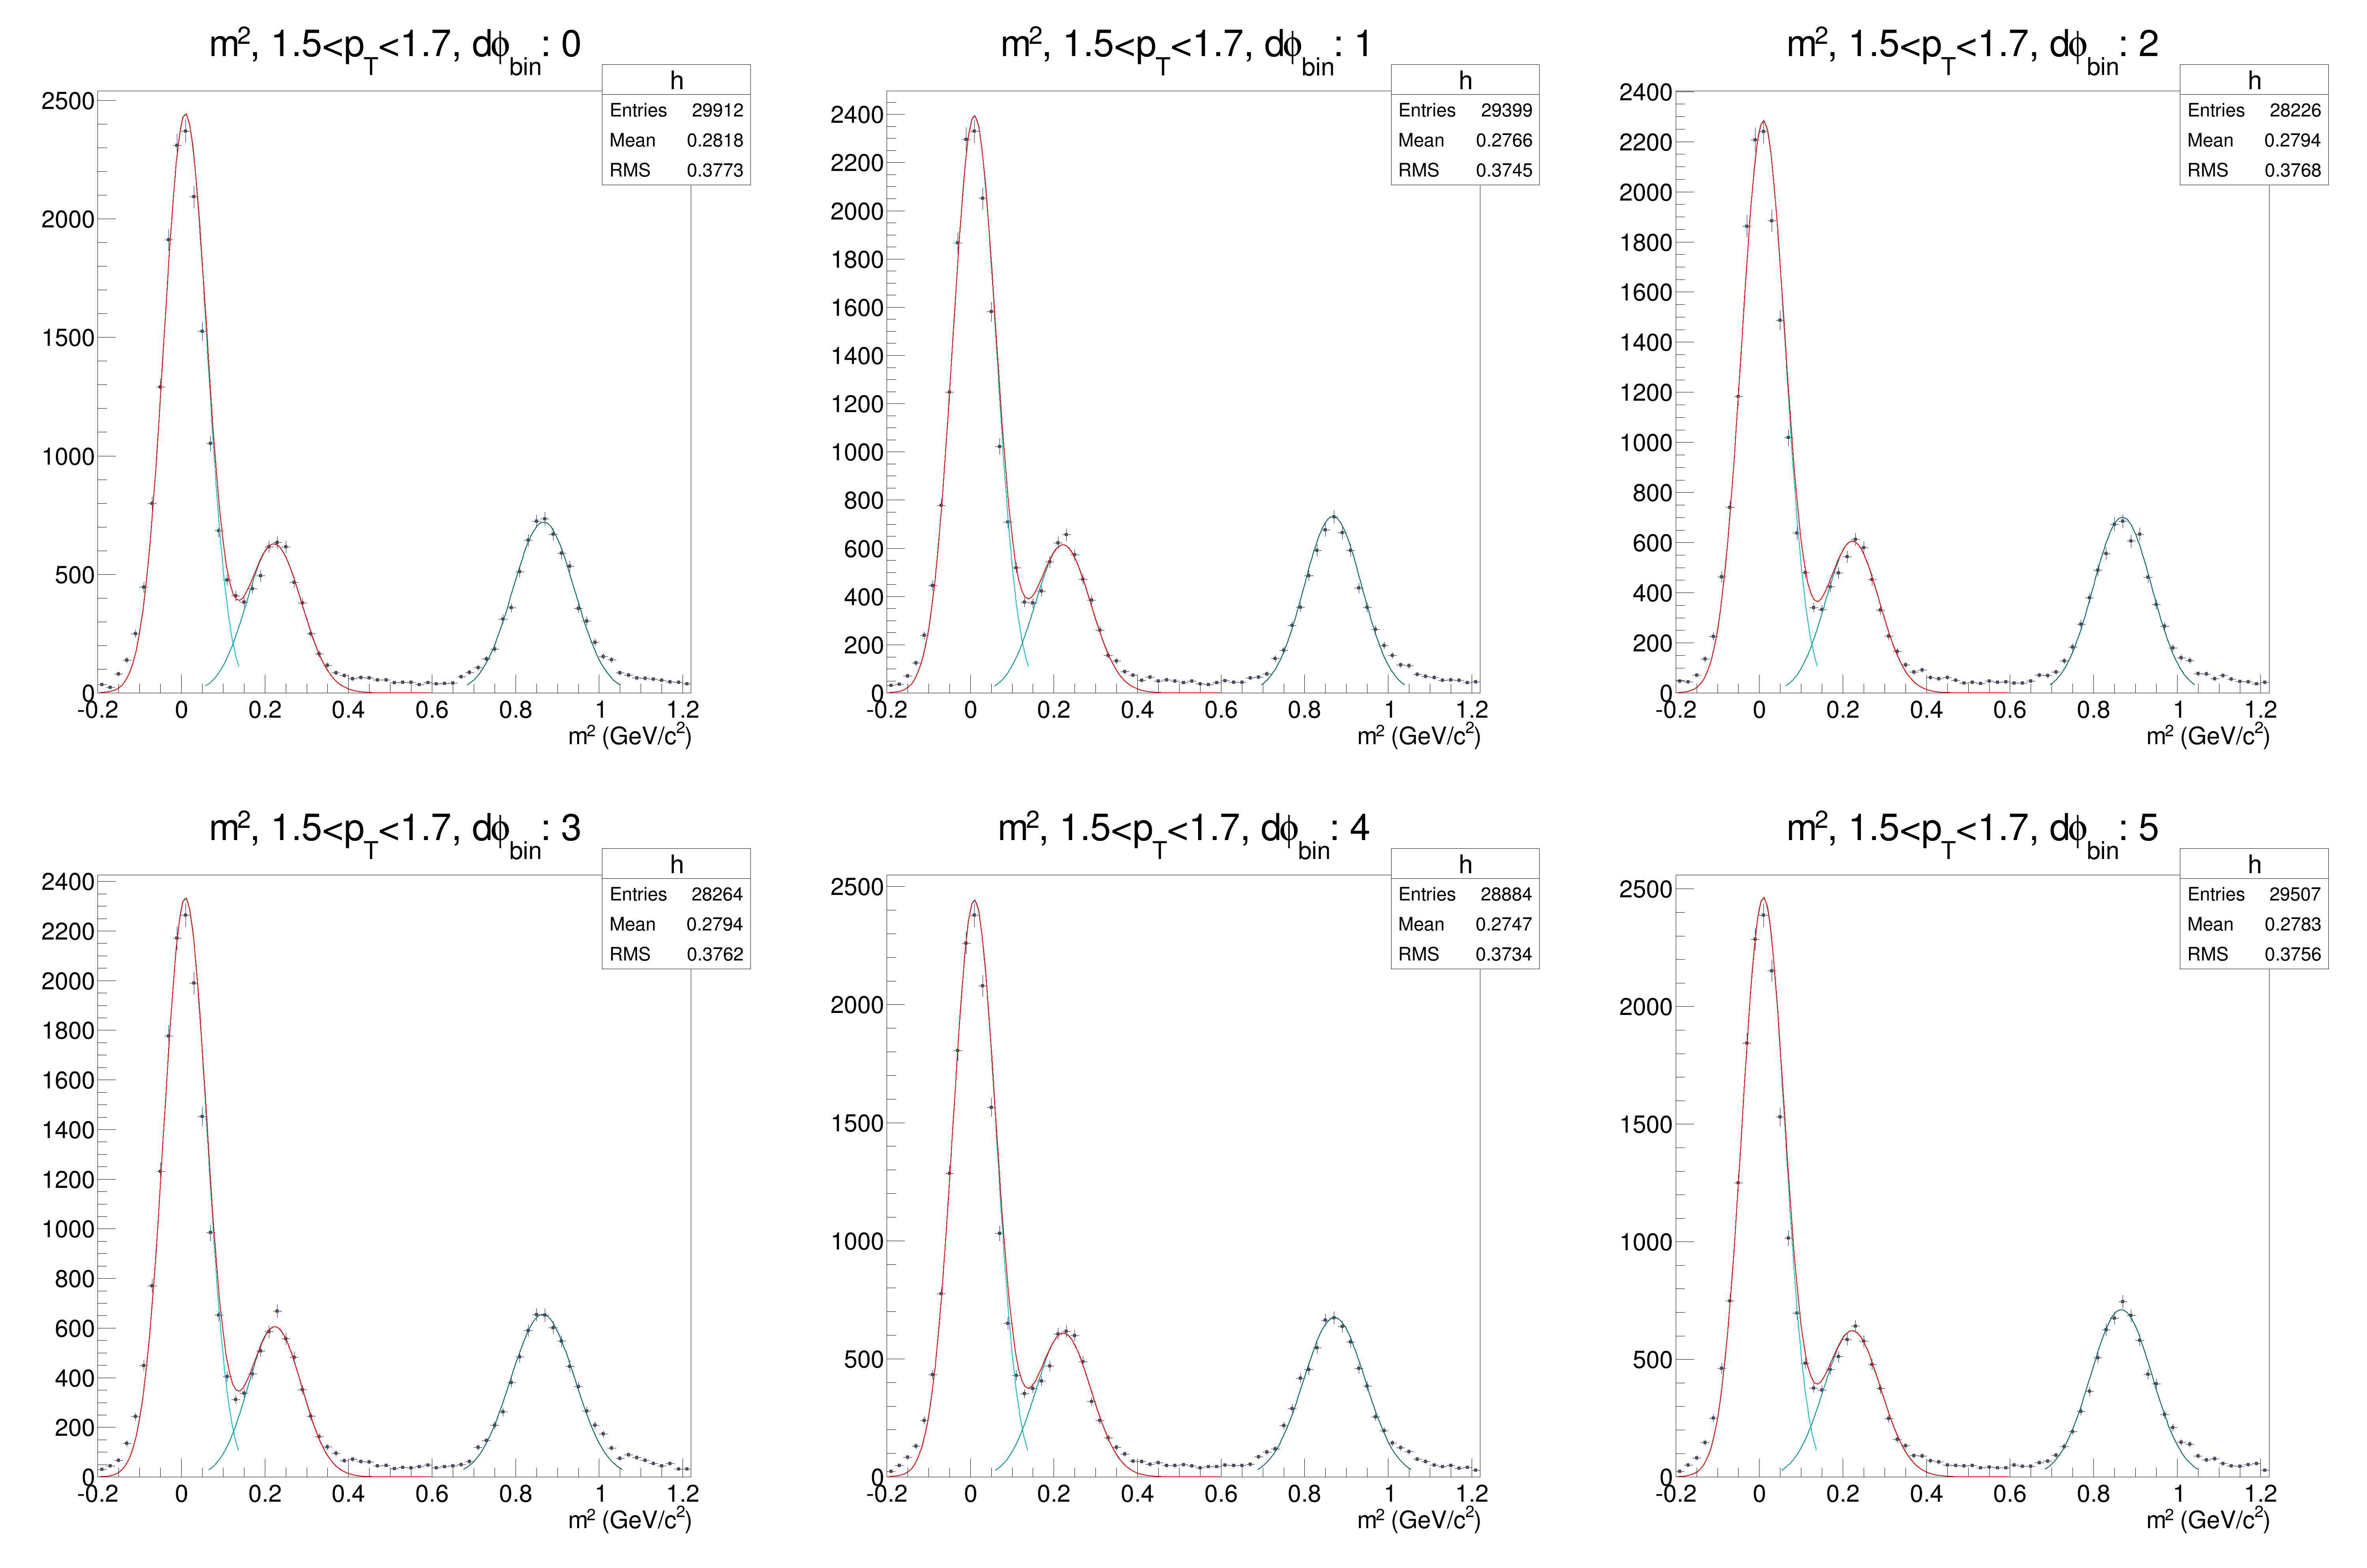 m², 1.5<p_T<1.7, dϕ_bin: 0
h
Entries 29912
Mean 0.2818
RMS 0.3773
2500
2000
1500
1000
500
0
-0.2 0 0.2 0.4 0.6 0.8 1 1.2
m² (GeV/c²)
m², 1.5<p_T<1.7, dϕ_bin: 1
h
Entries 29399
Mean 0.2766
RMS 0.3745
2400
2200
2000
1800
1600
1400
1200
1000
800
600
400
200
0
-0.2 0 0.2 0.4 0.6 0.8 1 1.2
m² (GeV/c²)
m², 1.5<p_T<1.7, dϕ_bin: 2
h
Entries 28226
Mean 0.2794
RMS 0.3768
2400
2200
2000
1800
1600
1400
1200
1000
800
600
400
200
0
-0.2 0 0.2 0.4 0.6 0.8 1 1.2
m² (GeV/c²)
m², 1.5<p_T<1.7, dϕ_bin: 3
h
Entries 28264
Mean 0.2794
RMS 0.3762
2400
2200
2000
1800
1600
1400
1200
1000
800
600
400
200
0
-0.2 0 0.2 0.4 0.6 0.8 1 1.2
m² (GeV/c²)
m², 1.5<p_T<1.7, dϕ_bin: 4
h
Entries 28884
Mean 0.2747
RMS 0.3734
2500
2000
1500
1000
500
0
-0.2 0 0.2 0.4 0.6 0.8 1 1.2
m² (GeV/c²)
m², 1.5<p_T<1.7, dϕ_bin: 5
h
Entries 29507
Mean 0.2783
RMS 0.3756
2500
2000
1500
1000
500
0
-0.2 0 0.2 0.4 0.6 0.8 1 1.2
m² (GeV/c²)